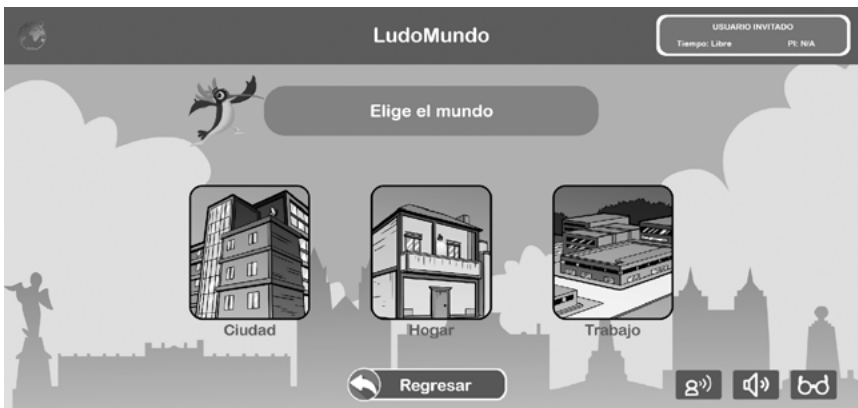 LudoMundo
USUARIO INVITADO
Tiempo: Libre PI: N/A
Elige el mundo
Ciudad Hogar Trabajo
Regresar